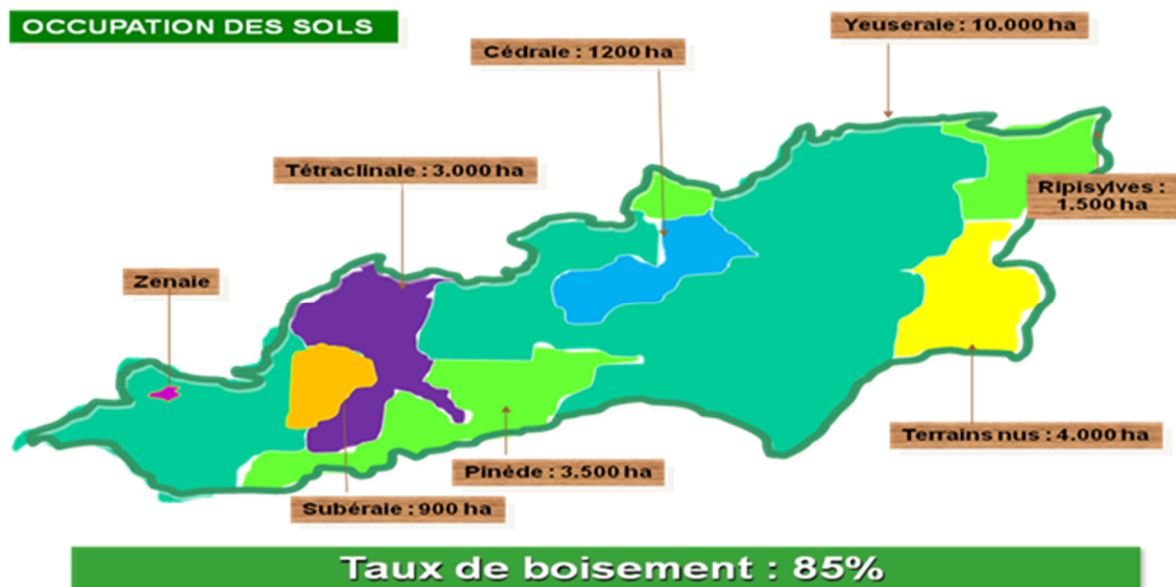 OCCUPATION DES SOLS
Yeuseraie : 10.000 ha
Cédraie : 1200 ha
Tétraclinaie : 3.000 ha
Ripisylves :
1.500 ha
Zenaie
Terrains nus : 4.000 ha
Pinède : 3.500 ha
Subéraie : 900 ha
Taux de boisement : 85%